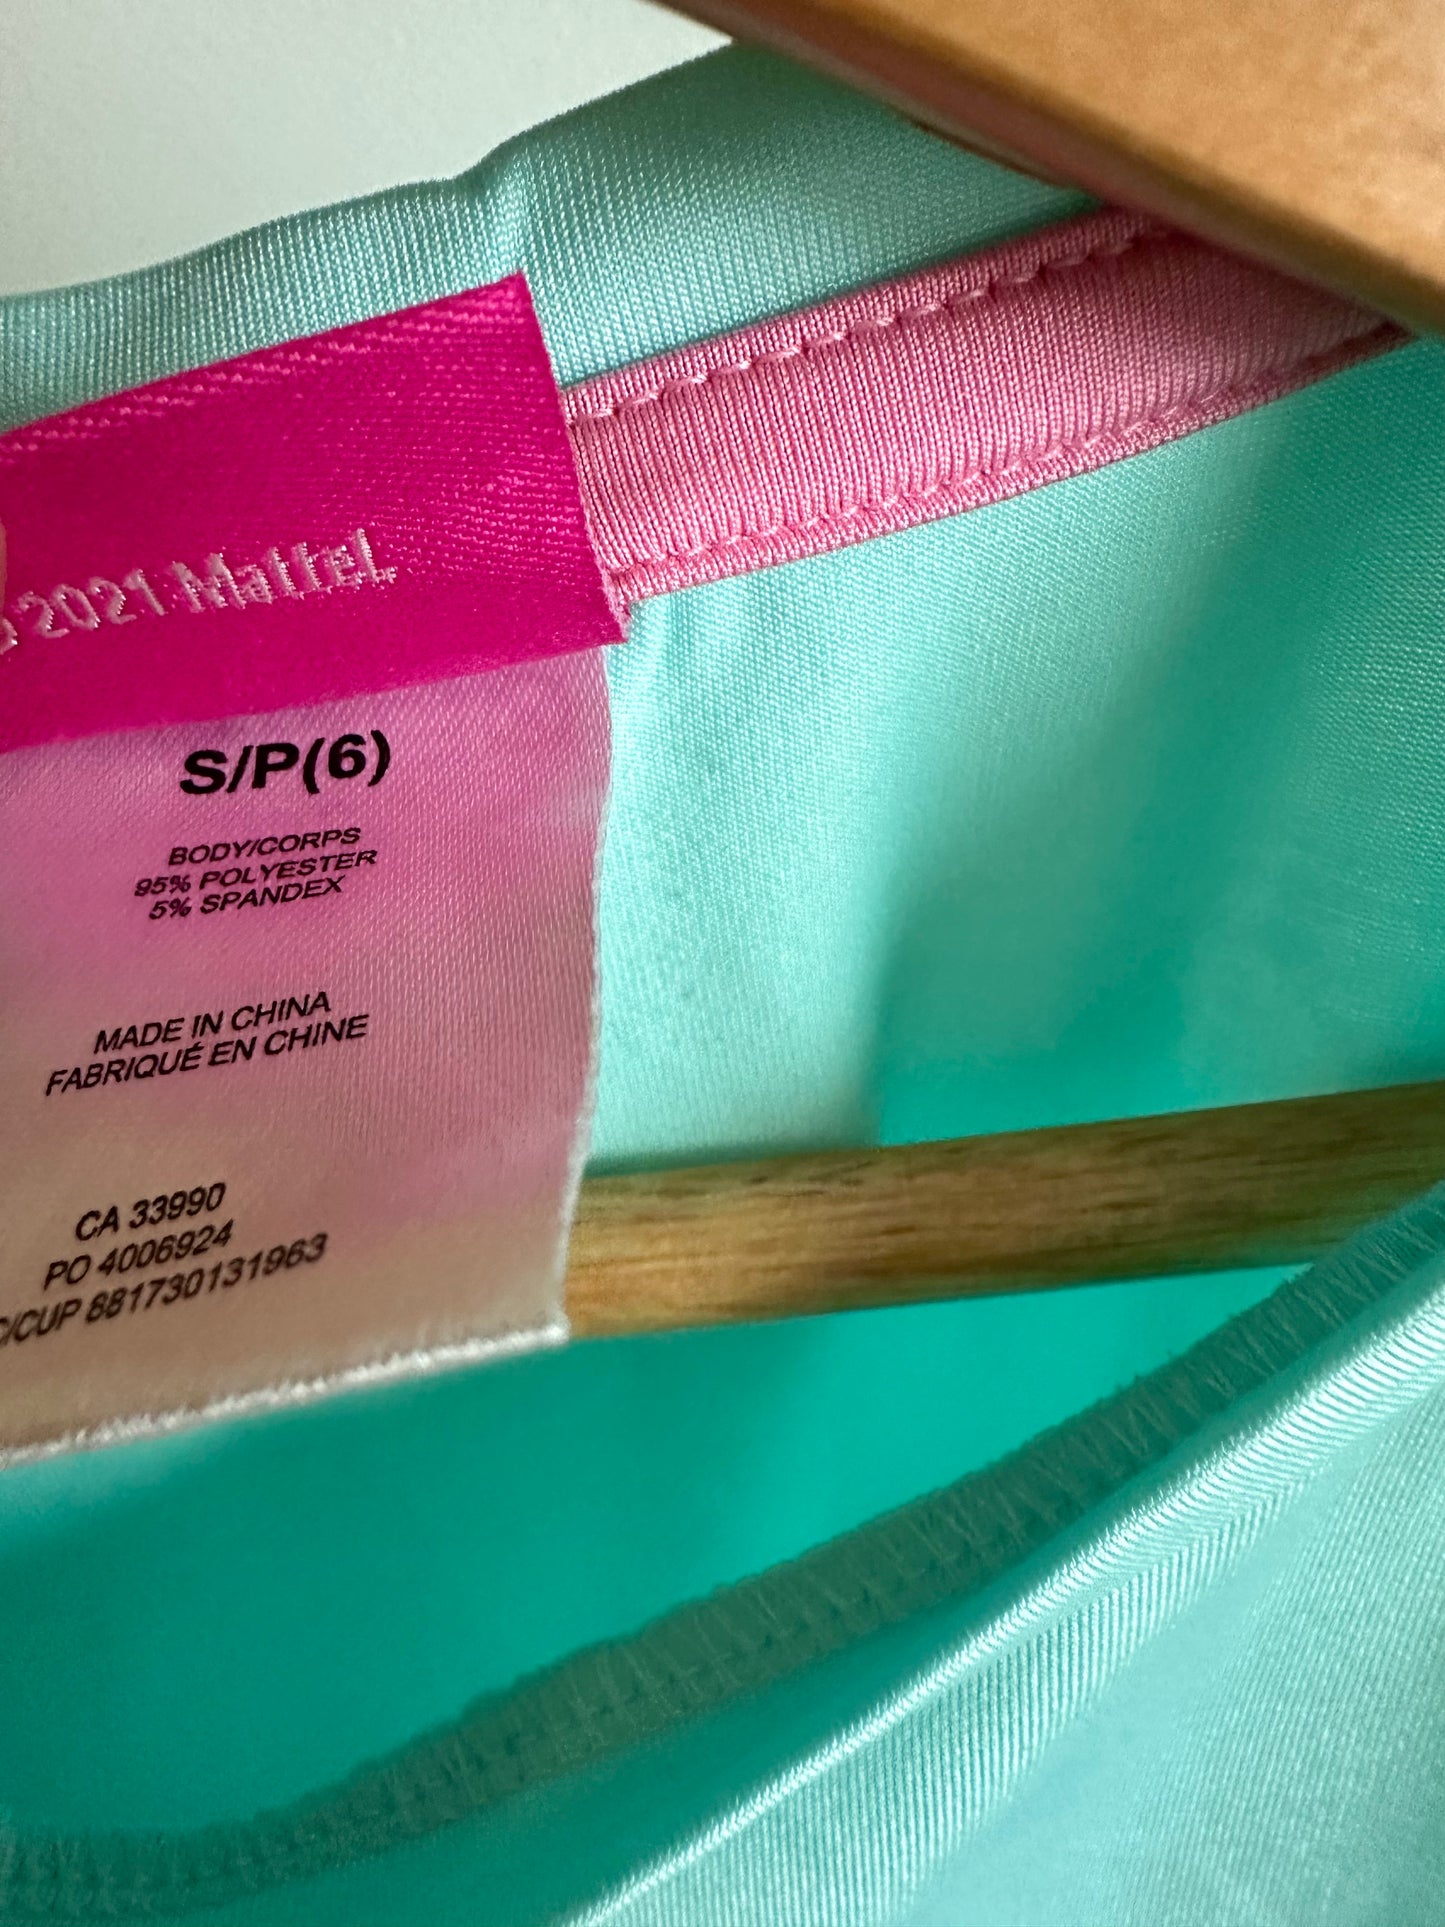 © 2021 Mattel.
S/P(6)
BODY/CORPS
95% POLYESTER
5% SPANDEX
MADE IN CHINA
FABRIQUÉ EN CHINE
CA 33990
PO 4006924
C/CUP 881730131963